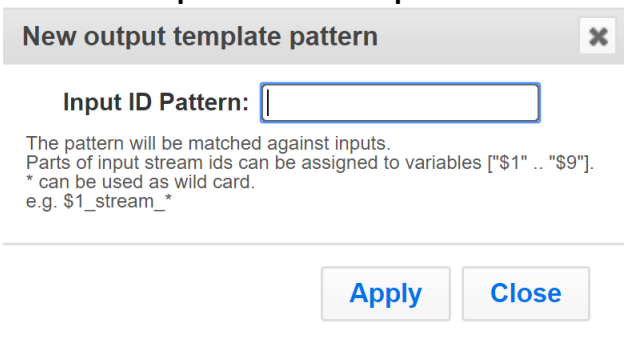 New output template pattern
Input ID Pattern:
The pattern will be matched against inputs.
Parts of input stream ids can be assigned to variables ["$1" .. "$9"].
* can be used as wild card.
e.g. $1_stream_*
Apply Close